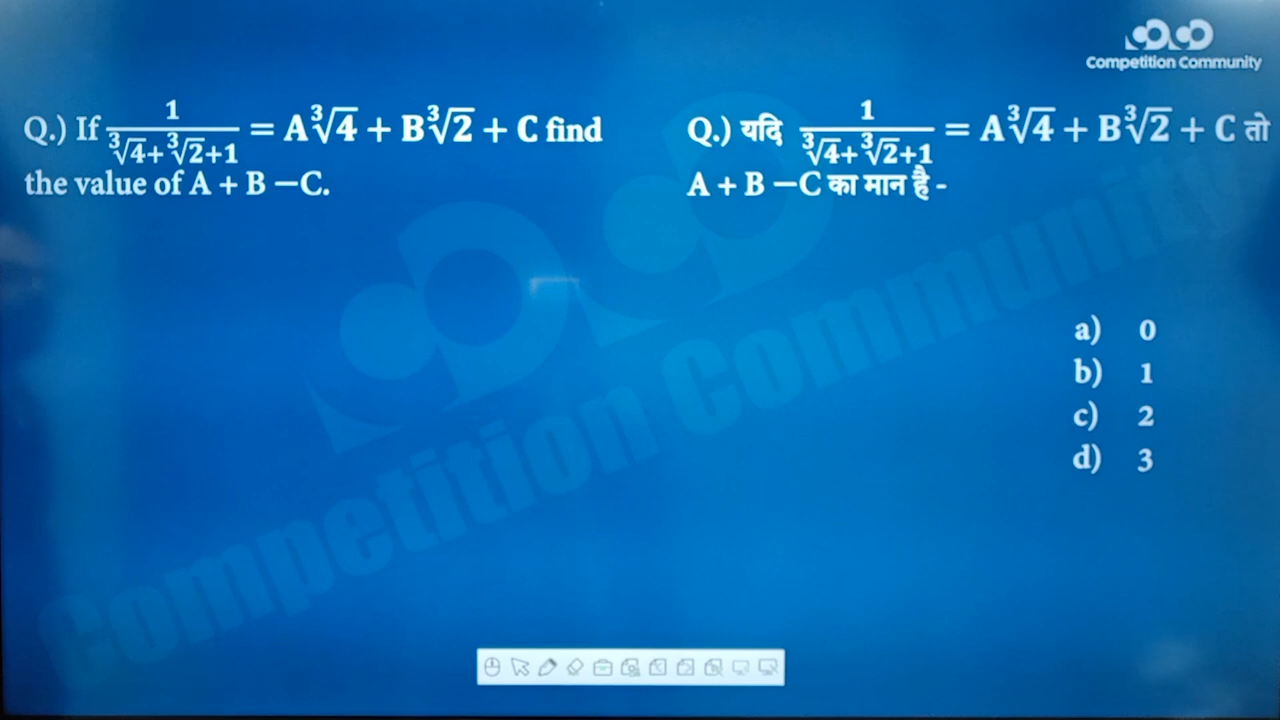 Competition Community
Q.) If 1/(∛4+∛2+1) = A∛4 + B∛2 + C find
the value of A + B −C.
Q.) यदि 1/(∛4+∛2+1) = A∛4 + B∛2 + C तो
A + B −C का मान है -
a) 0
b) 1
c) 2
d) 3
Competition Community